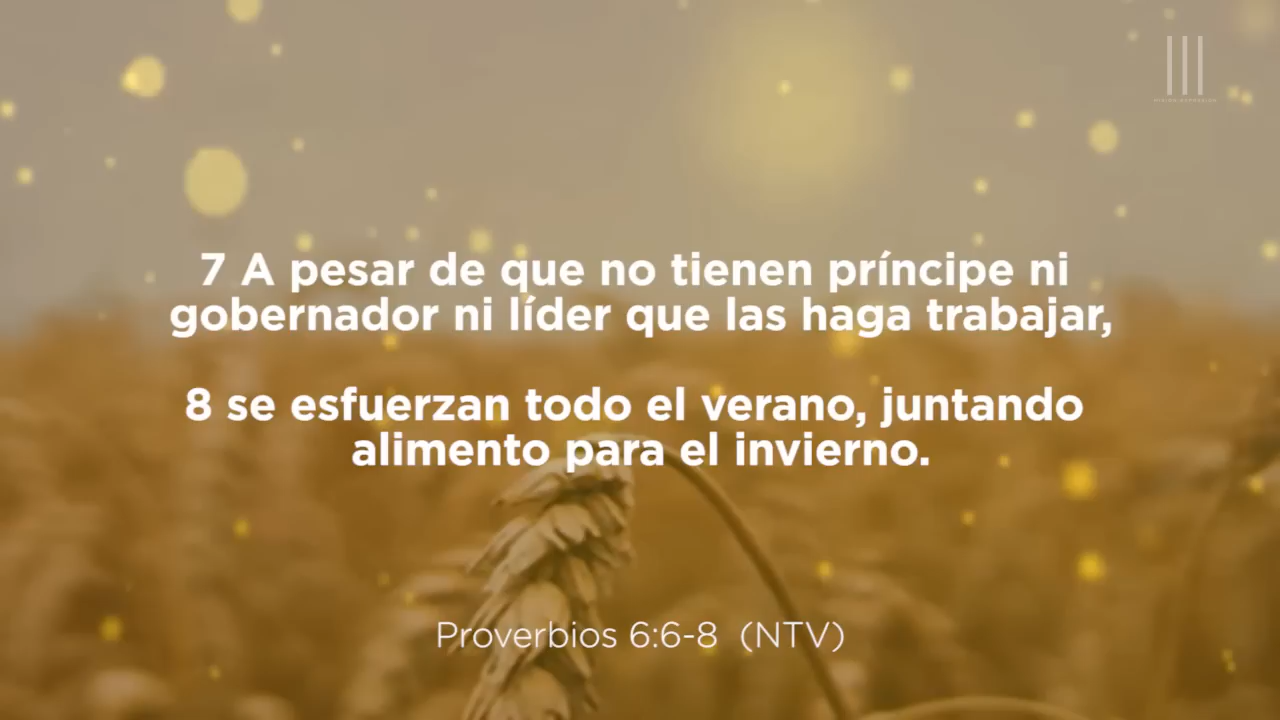 7 A pesar de que no tienen príncipe ni
gobernador ni líder que las haga trabajar,
8 se esfuerzan todo el verano, juntando
alimento para el invierno.
Proverbios 6:6-8 (NTV)